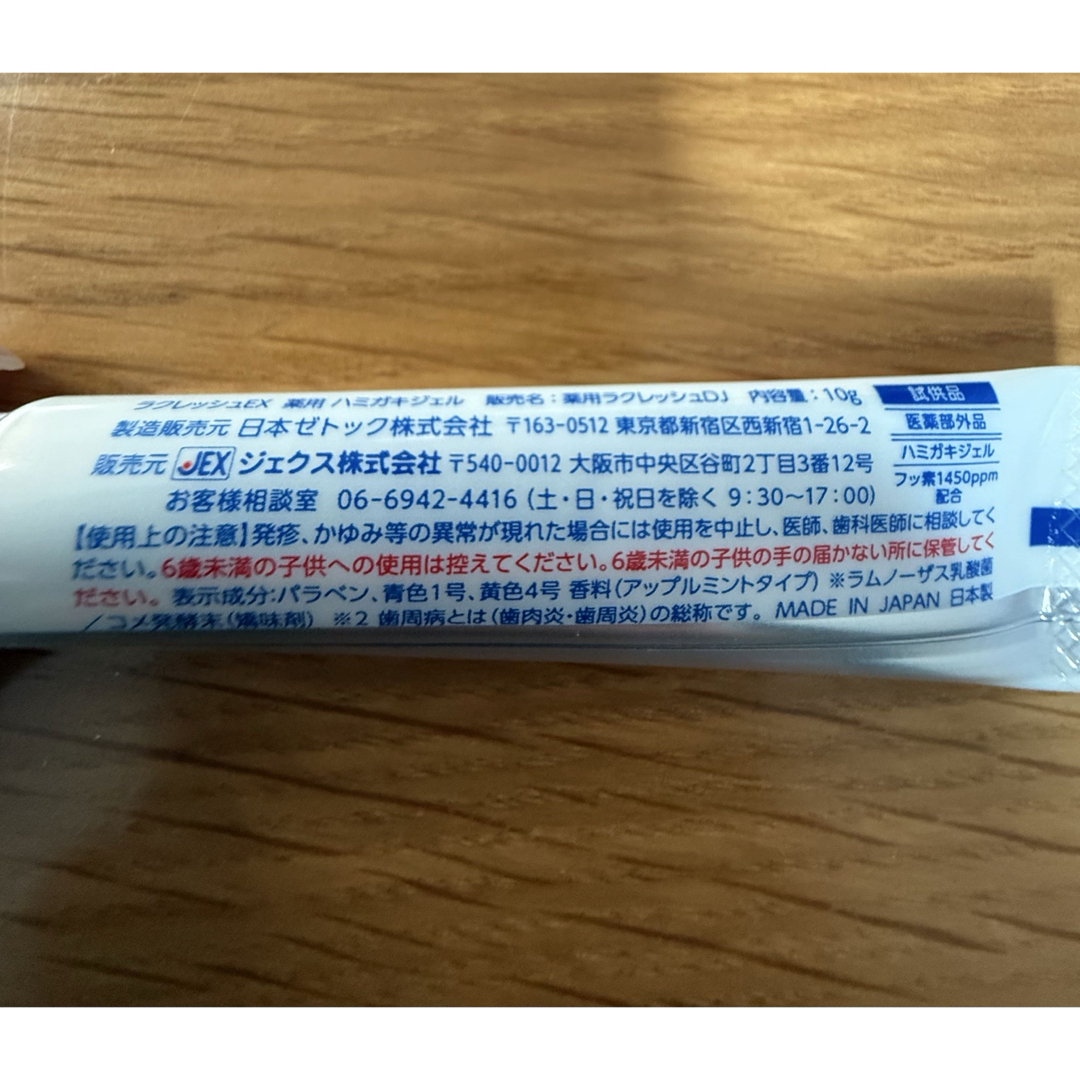 ラクレッシュEX 薬用 ハミガキジェル 販売名：薬用ラクレッシュDJ 内容量：10g
製造販売元 日本ゼトック株式会社 〒163-0512 東京都新宿区西新宿1-26-2
販売元 JEX ジェクス株式会社 〒540-0012 大阪市中央区谷町2丁目3番12号
お客様相談室 06-6942-4416（土・日・祝日を除く 9：30〜17：00）
【使用上の注意】発疹、かゆみ等の異常が現れた場合には使用を中止し、医師、歯科医師に相談してく
ださい。6歳未満の子供への使用は控えてください。6歳未満の子供の手の届かない所に保管してく
ださい。表示成分：パラベン、青色1号、黄色4号 香料（アップルミントタイプ）※ラムノーザス乳酸菌
／コメ発酵末（矯味剤） ※2 歯周病とは（歯肉炎・歯周炎）の総称です。 MADE IN JAPAN 日本製
試供品
医薬部外品
ハミガキジェル
フッ素1450ppm
配合